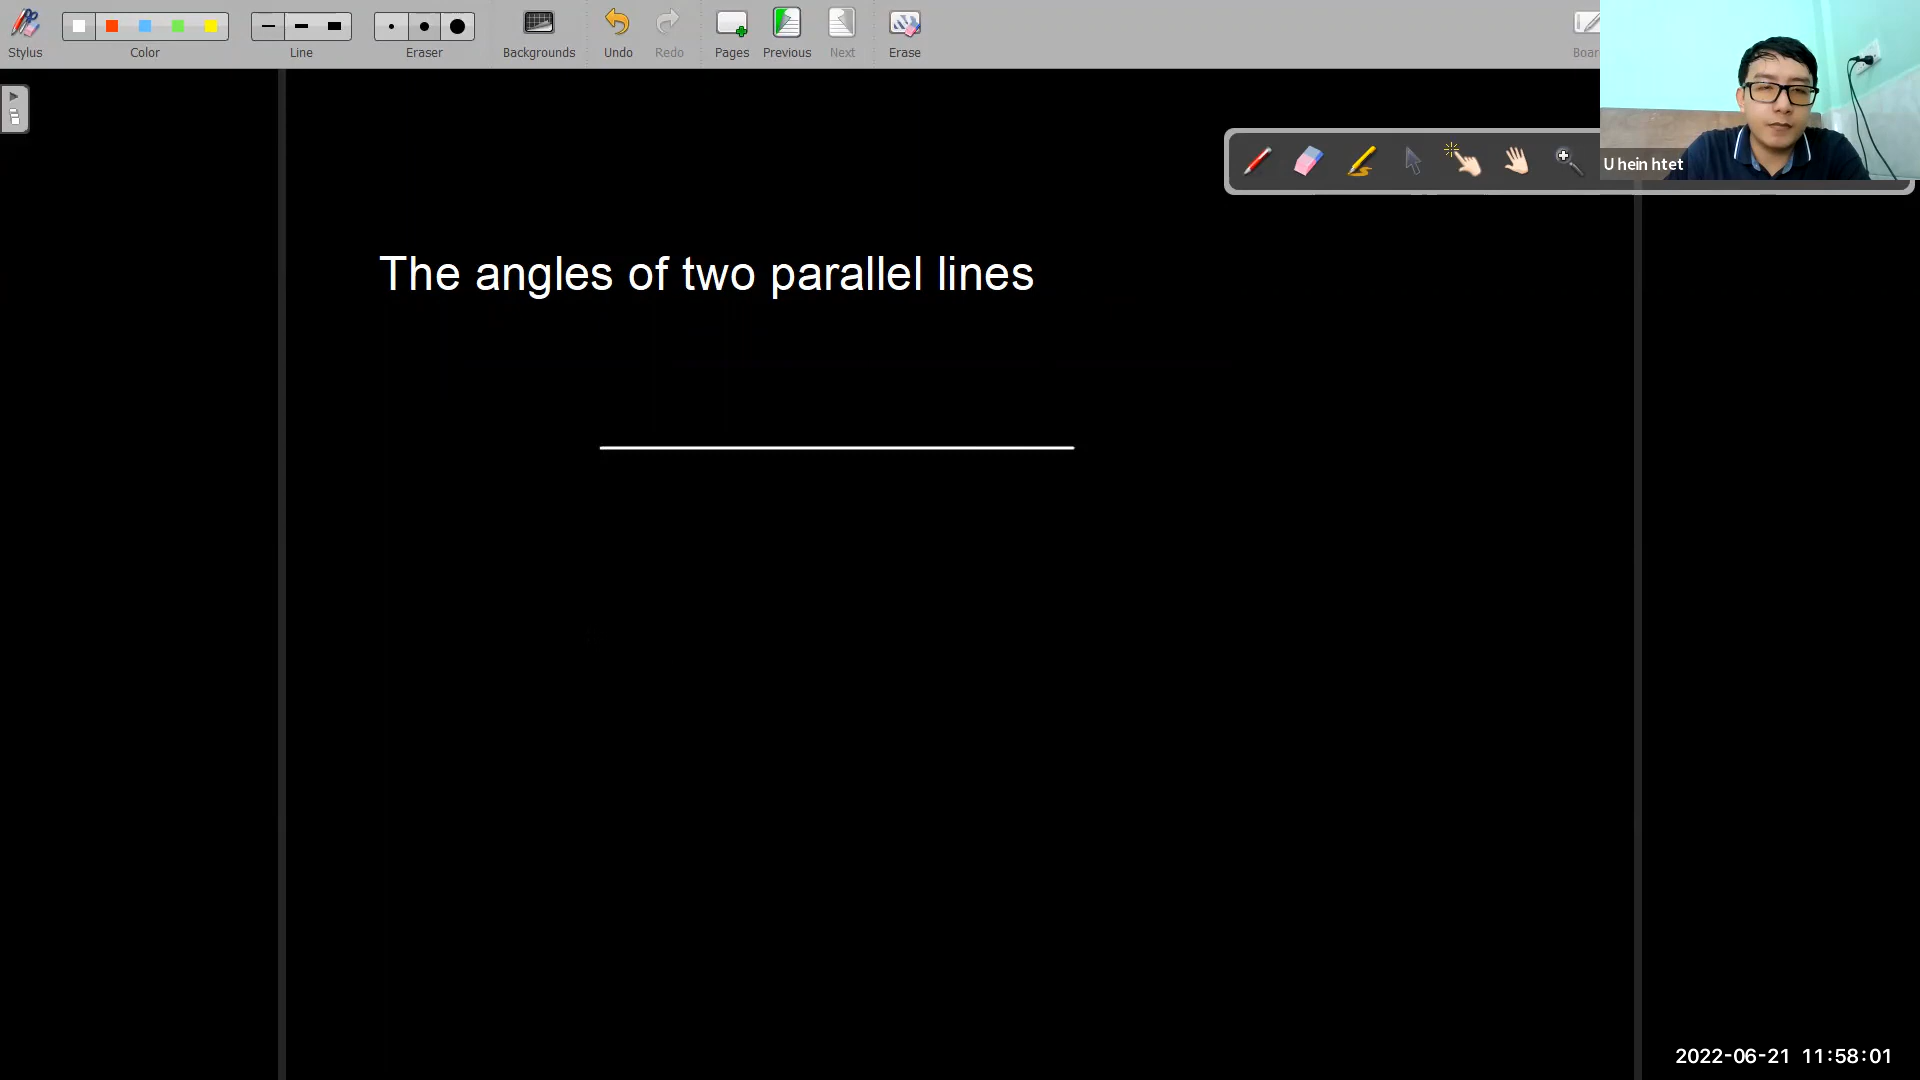 Stylus
Color
Line
Eraser
Backgrounds
Undo
Redo
Pages
Previous
Next
Erase
U hein htet
The angles of two parallel lines
2022-06-21 11:58:01